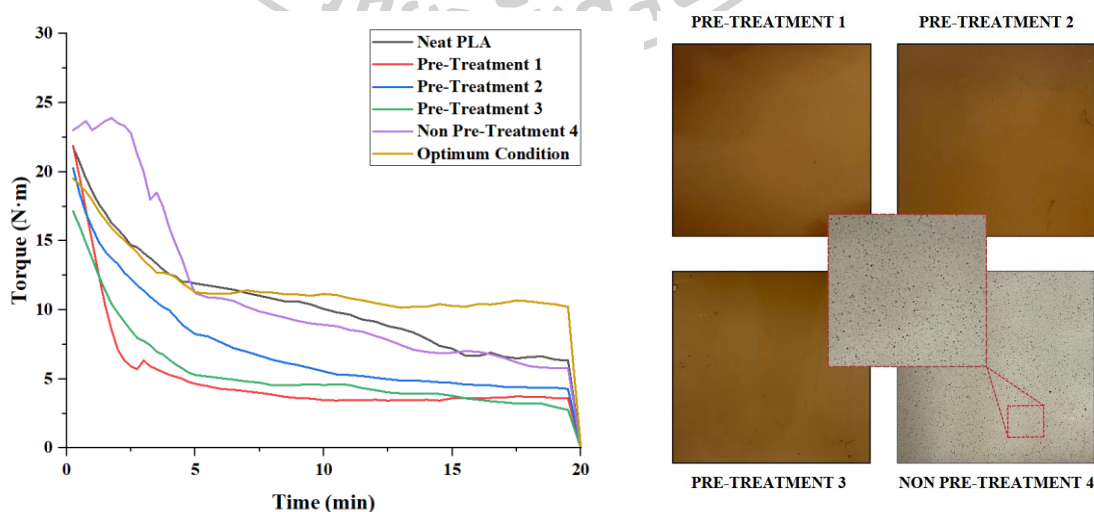 PRE-TREATMENT 1
PRE-TREATMENT 2
30
25
20
15
10
5
0
Torque (N·m)
Neat PLA
Pre-Treatment 1
Pre-Treatment 2
Pre-Treatment 3
Non Pre-Treatment 4
Optimum Condition
0
5
10
15
20
Time (min)
PRE-TREATMENT 3
NON PRE-TREATMENT 4